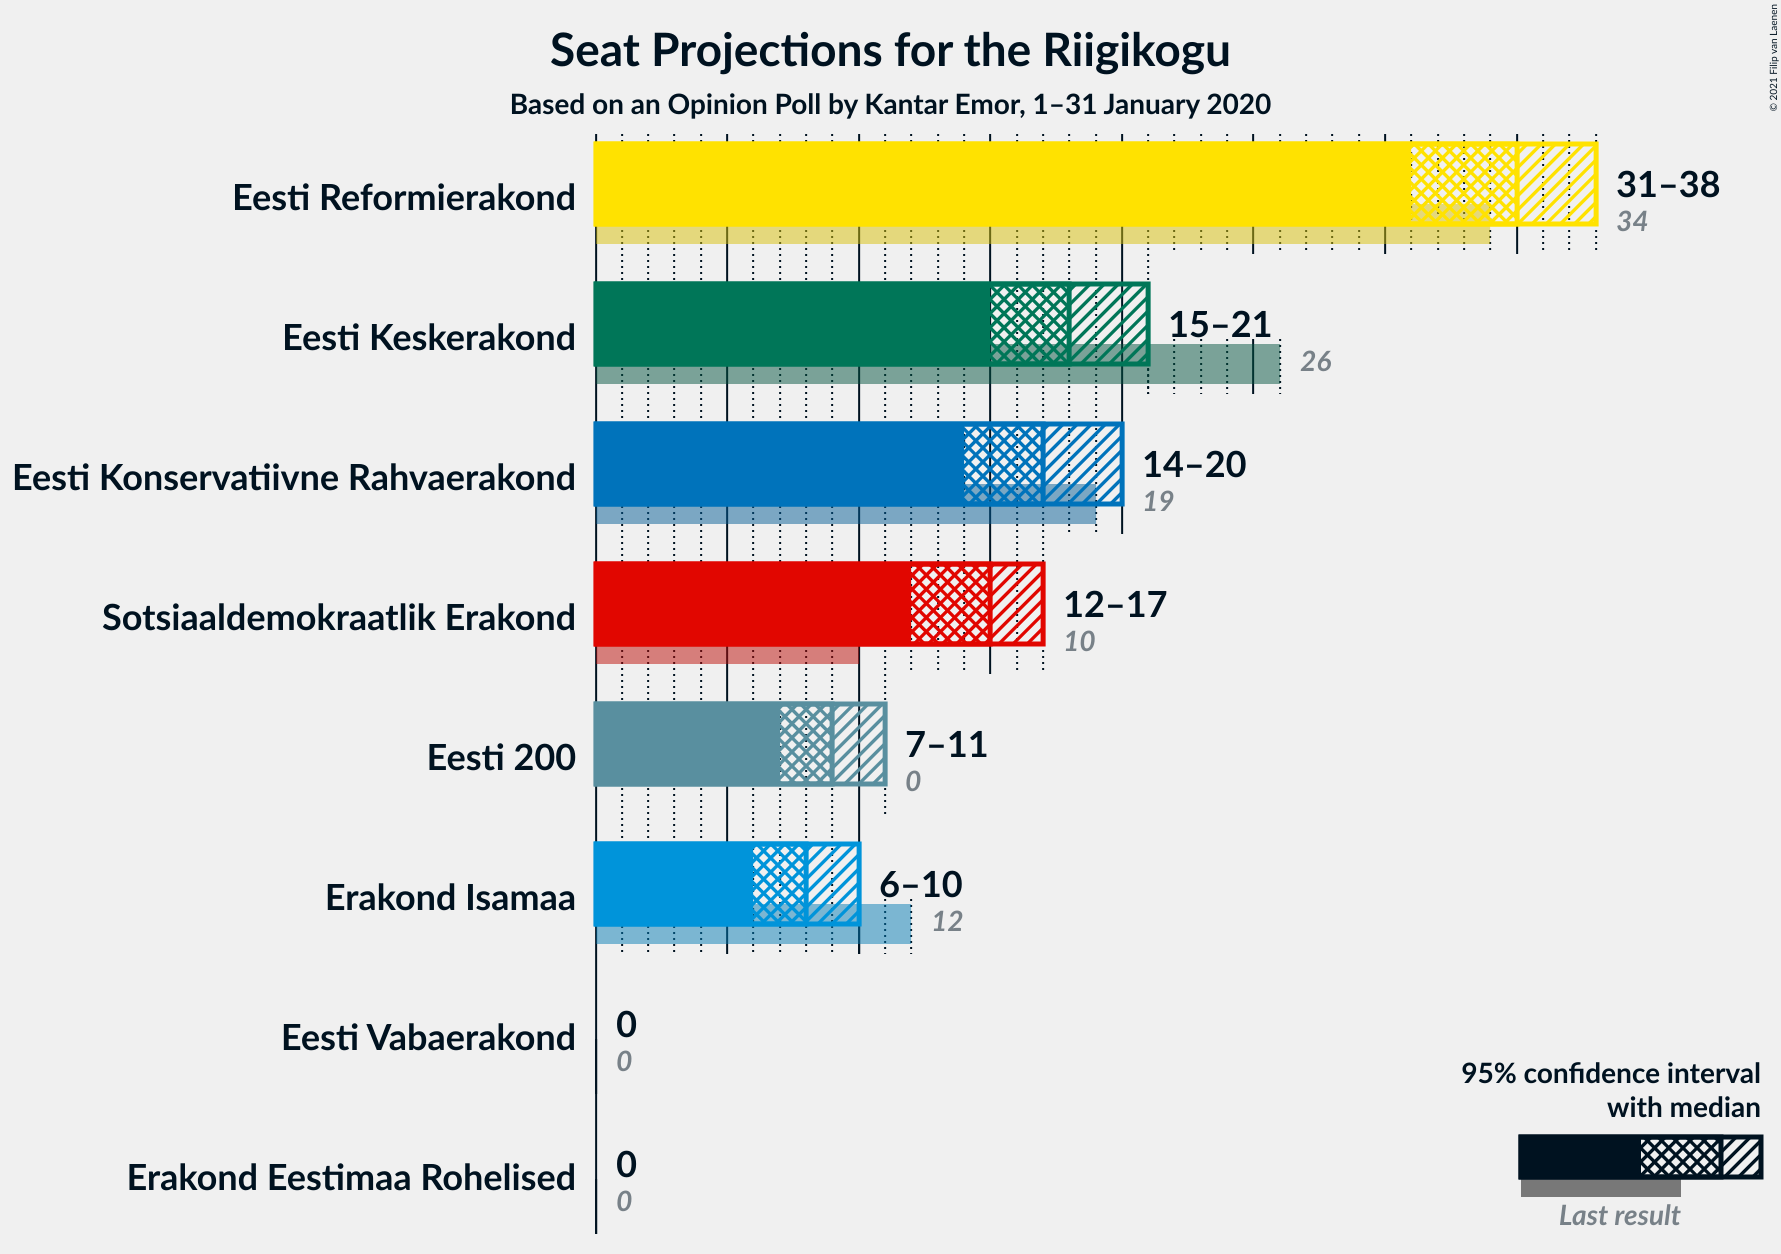 Seat Projections for the Riigikogu
Based on an Opinion Poll by Kantar Emor, 1–31 January 2020
© 2021 Filip van Laenen
Eesti Reformierakond
31–38
34
Eesti Keskerakond
15–21
26
Eesti Konservatiivne Rahvaerakond
14–20
19
Sotsiaaldemokraatlik Erakond
12–17
10
Eesti 200
7–11
0
Erakond Isamaa
6–10
12
Eesti Vabaerakond
0
0
Erakond Eestimaa Rohelised
0
0
95% confidence interval
with median
Last result